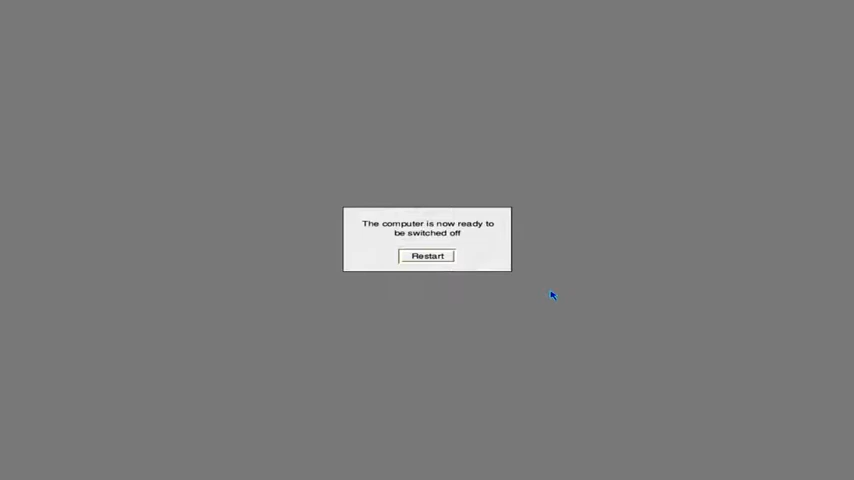 The computer is now ready to
be switched off
Restart